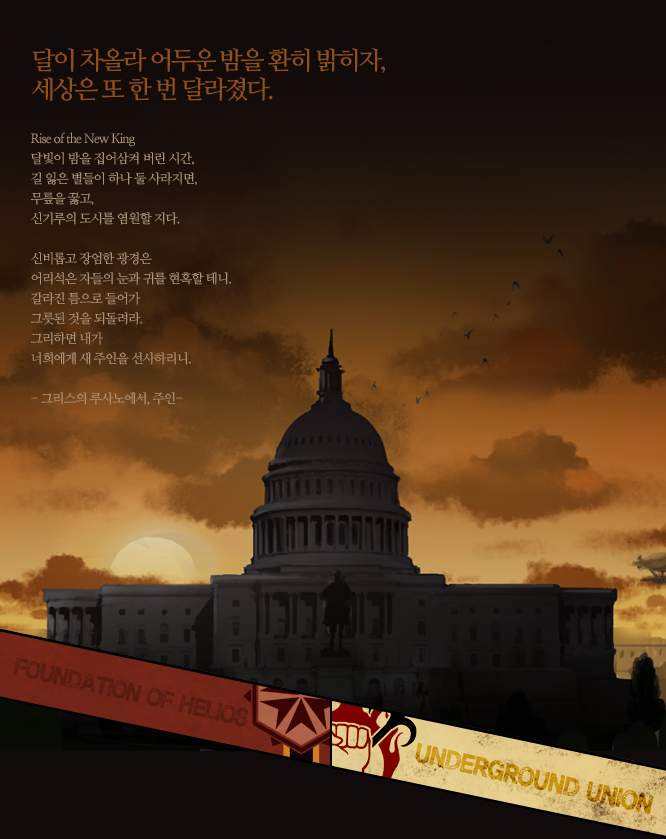 달이 차올라 어두운 밤을 환히 밝히자,
세상은 또 한 번 달라졌다.
Rise of the New King
달빛이 밤을 집어삼켜 버린 시간,
길 잃은 별들이 하나 둘 사라지면,
무릎을 꿇고,
신기루의 도시를 염원할 지다.
신비롭고 장엄한 광경은
어리석은 자들의 눈과 귀를 현혹할 테니.
갈라진 틈으로 들어가
그릇된 것을 되돌려라.
그리하면 내가
너희에게 새 주인을 선사하리니.
- 그리스의 루사노에서, 주인-
FOUNDATION OF HELIOS
UNDERGROUND UNION